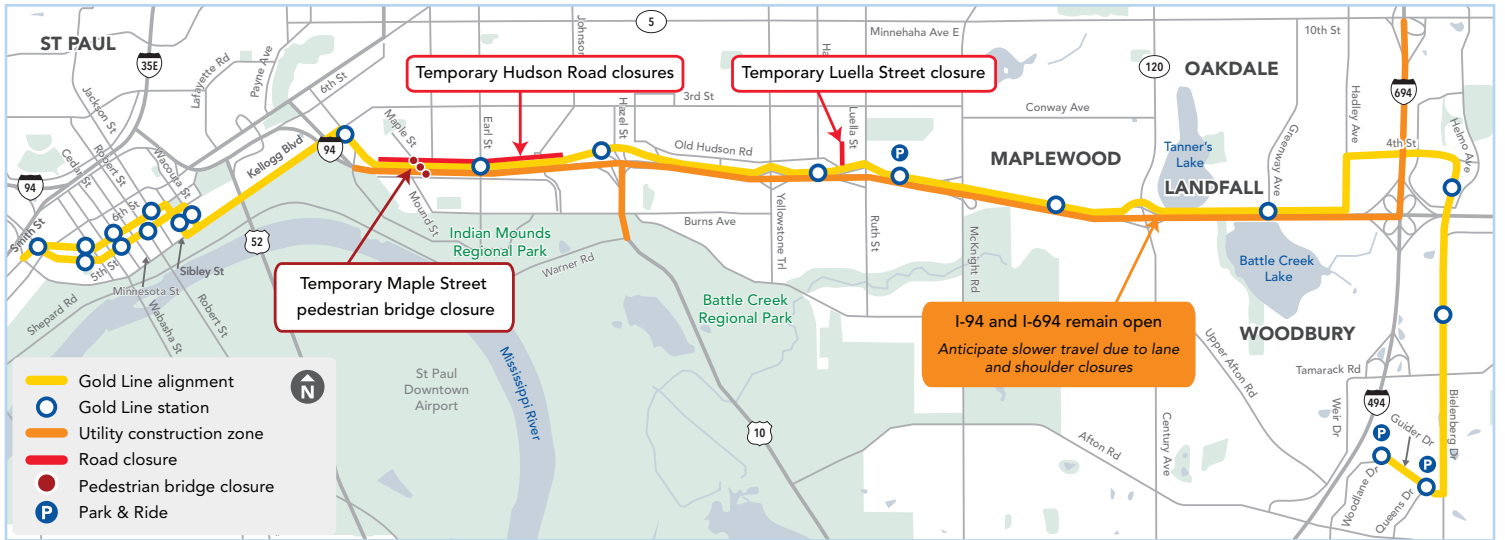 ST PAUL
35E
Lafayette Rd
Payne Ave
6th St
Johnson
5
Minnehaha Ave E
10th St
120
OAKDALE
694
Jackson St
Temporary Hudson Road closures
Temporary Luella Street closure
3rd St
Conway Ave
Hadley Ave
Helmo Ave
Maple St
Earl St
Hazel St
Ha
Luella St
Greenway Ave
4th St
Kellogg Blvd
94
Old Hudson Rd
P
MAPLEWOOD
Tanner's
Lake
LANDFALL
94
Cedar St
Robert St
Wacouta St
6th St
Smith St
5th St
Sibley St
Minnesota St
52
Mound St
Burns Ave
Yellowstone Trl
Ruth St
McKnight Rd
Indian Mounds
Regional Park
Warner Rd
Battle Creek
Lake
Shepard Rd
Wabasha St
Robert St
Temporary Maple Street
pedestrian bridge closure
Battle Creek
Regional Park
I-94 and I-694 remain open
Anticipate slower travel due to lane
and shoulder closures
WOODBURY
Upper Afton Rd
Tamarack Rd
Mississippi River
St Paul
Downtown
Airport
N
Gold Line alignment
Gold Line station
Utility construction zone
Road closure
Pedestrian bridge closure
P Park & Ride
10
Afton Rd
Century Ave
Weir Dr
494
Bielenberg Dr
Guider Dr
P
P
Woodlane Dr
Queens Dr